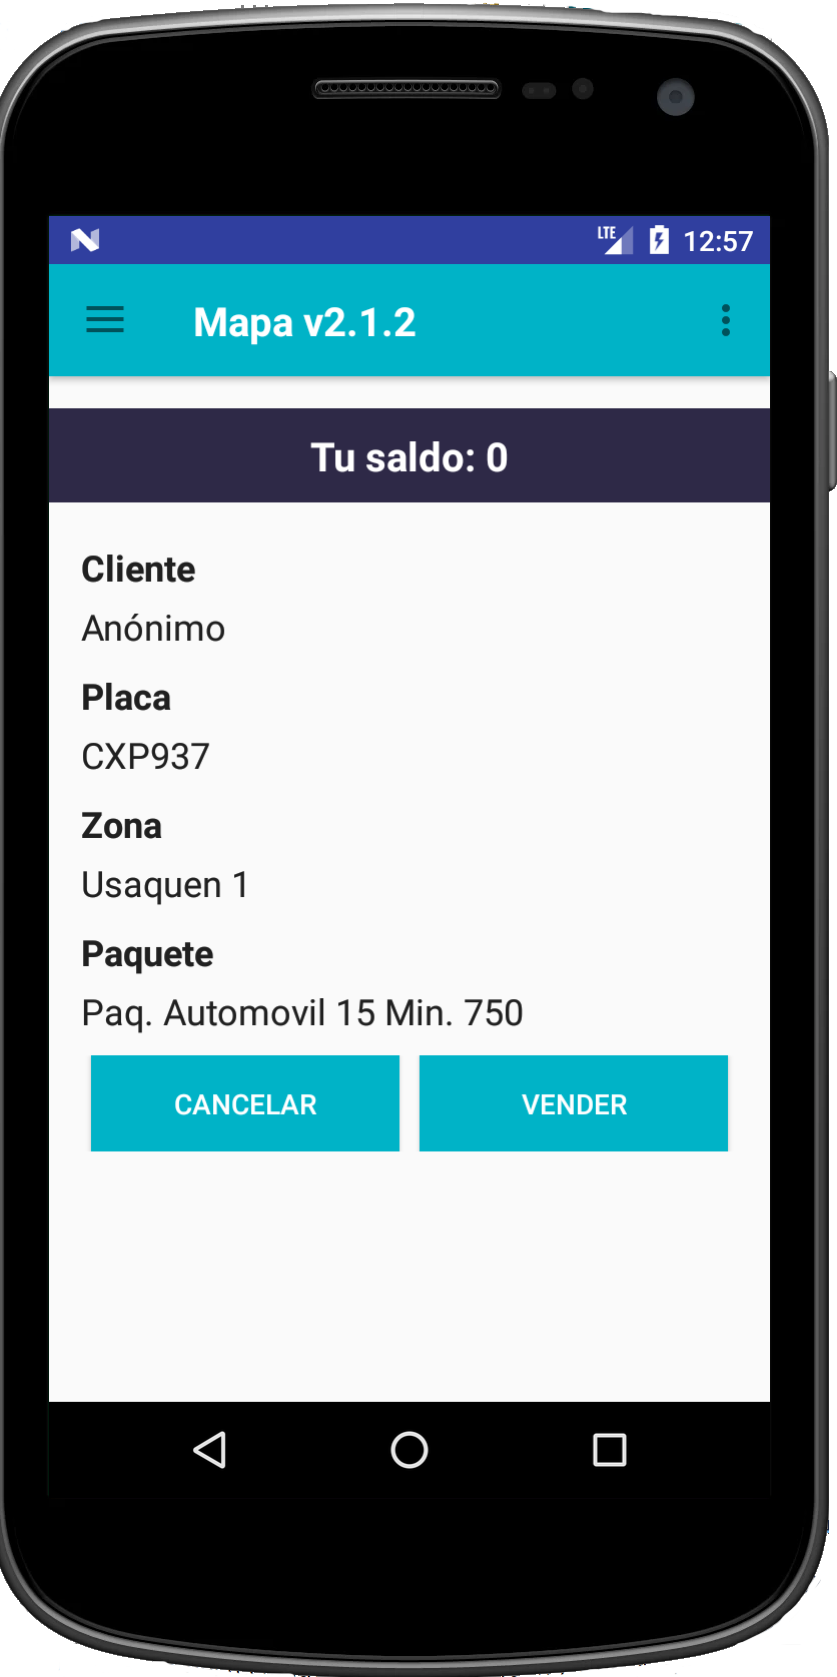 LTE 12:57
Mapa v2.1.2
Tu saldo: 0
Cliente
Anónimo
Placa
CXP937
Zona
Usaquen 1
Paquete
Paq. Automovil 15 Min. 750
CANCELAR VENDER